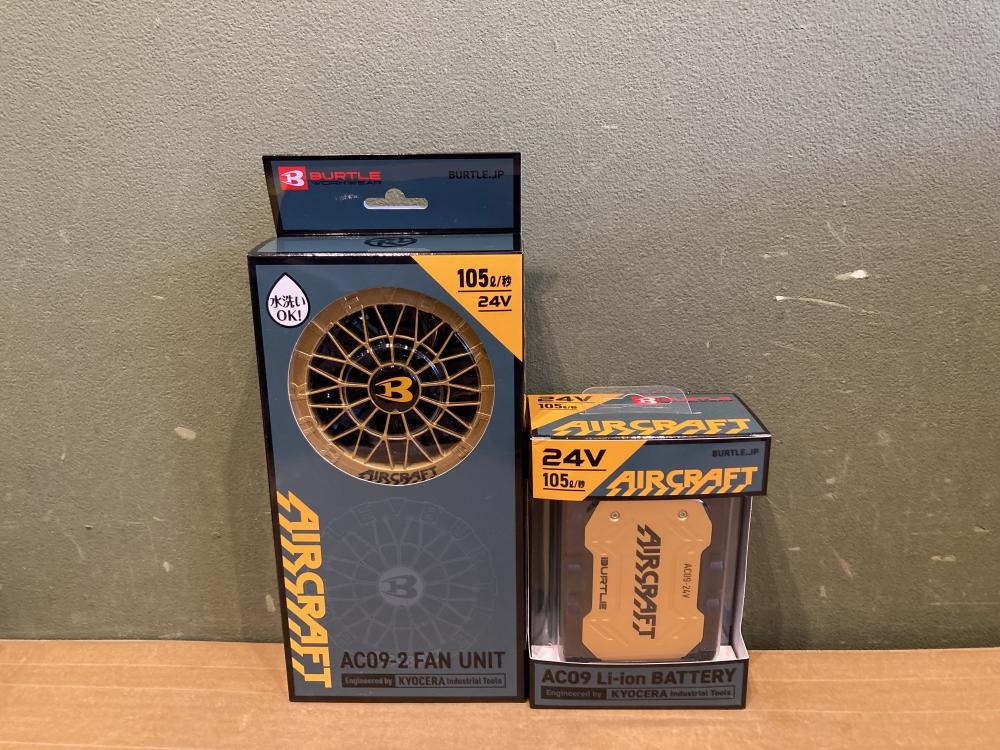 BURTLE
WORKWEAR
BURTLE.JP
水洗い
OK!
105ℓ/秒
24V
B
AIRCRAFT
AIRCRAFT
B
AC09-2 FAN UNIT
Engineered by KYOCERA Industrial Tools
24V
105ℓ/秒
BURTLE
AIRCRAFT
24V
105ℓ/秒
BURTLE.JP
AIRCRAFT
AIRCRAFT
BURTLE
AC09-24V
AC09 Li-ion BATTERY
Engineered by KYOCERA Industrial Tools